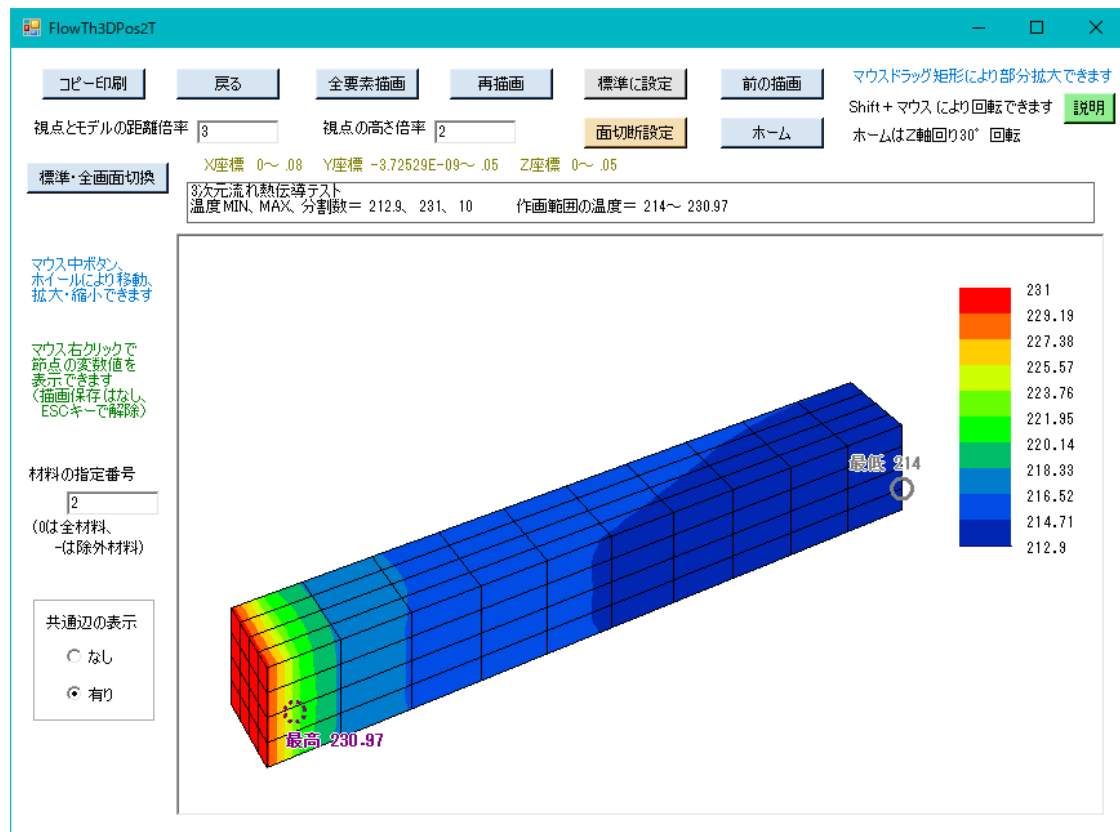 FlowTh3DPos2T
コピー印刷
戻る
全要素描画
再描画
標準に設定
前の描画
マウスドラッグ矩形により部分拡大できます
Shift+マウスにより回転できます
説明
視点とモデルの距離倍率 3
視点の高さ倍率 2
面切断設定
ホーム
ホームはZ軸回り30°回転
標準・全画面切換
X座標 0～ .08 Y座標 -3.72529E-09～ .05 Z座標 0～ .05
3次元流れ熱伝導テスト
温度MIN、MAX、分割数＝ 212.9、 231、 10 作画範囲の温度＝ 214～ 230.97
マウス中ボタン、
ホイールにより移動、
拡大・縮小できます
マウス右クリックで
節点の変数値を
表示できます
(描画保存はなし、
ESCキーで解除)
材料の指定番号
2
(0は全材料、
-は除外材料)
共通辺の表示
なし
有り
231
229.19
227.38
225.57
223.76
221.95
220.14
218.33
216.52
214.71
212.9
最低 214
最高 230.97